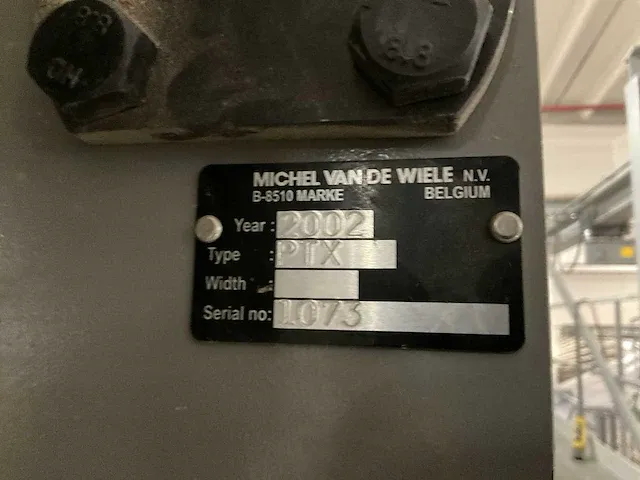 8.8
HO
8.8
MICHEL VAN DE WIELE N.V.
B-8510 MARKE BELGIUM
Year : 2002
Type : PTX
Width :
Serial no: 1073